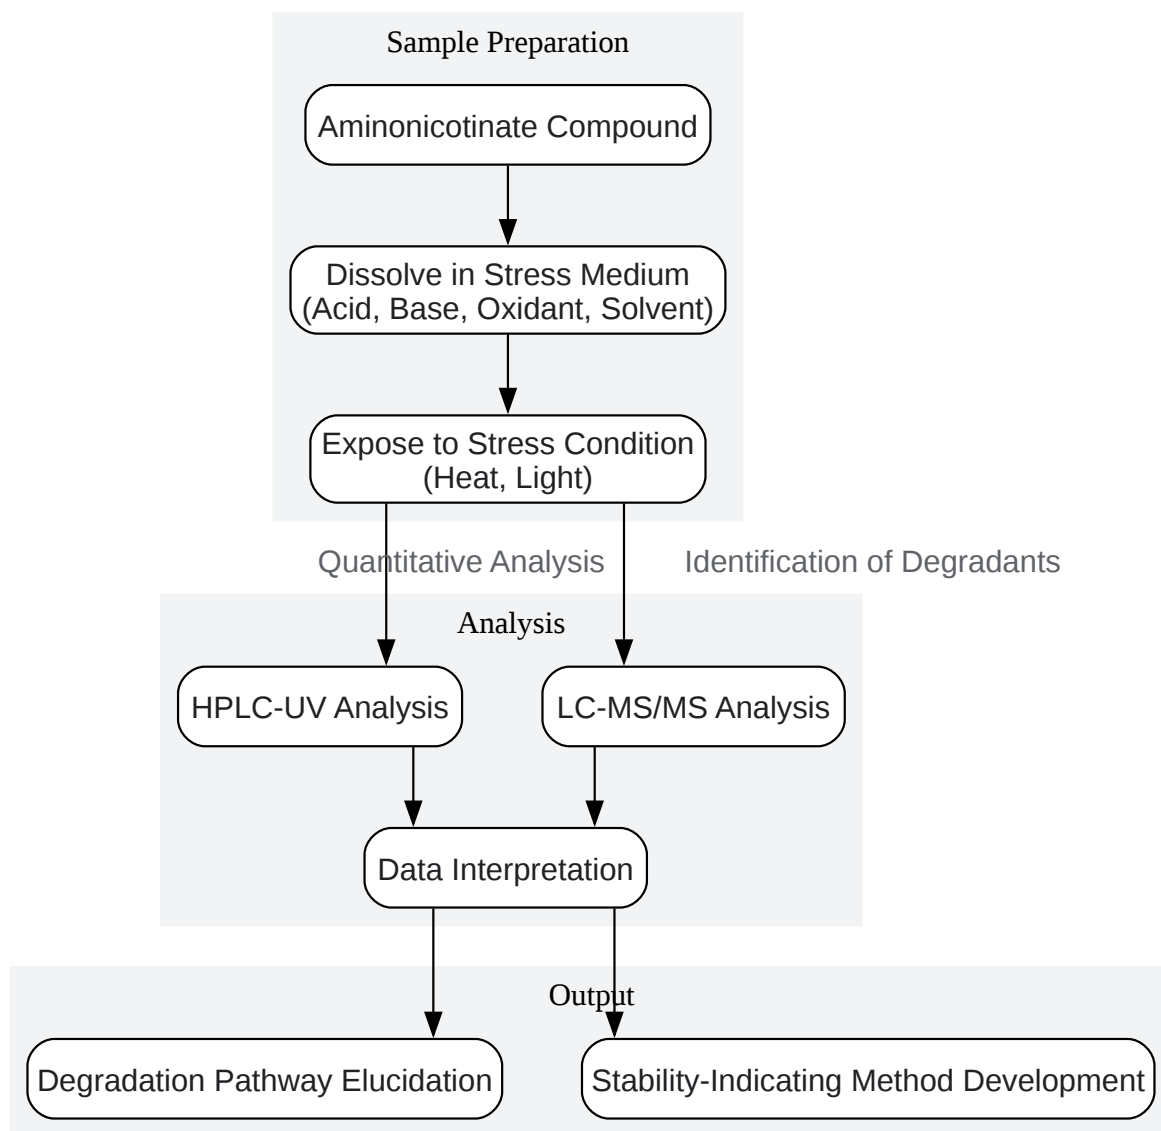 Sample Preparation
Aminonicotinate Compound
Dissolve in Stress Medium
(Acid, Base, Oxidant, Solvent)
Expose to Stress Condition
(Heat, Light)
Quantitative Analysis
Identification of Degradants
Analysis
HPLC-UV Analysis
LC-MS/MS Analysis
Data Interpretation
Output
Degradation Pathway Elucidation
Stability-Indicating Method Development